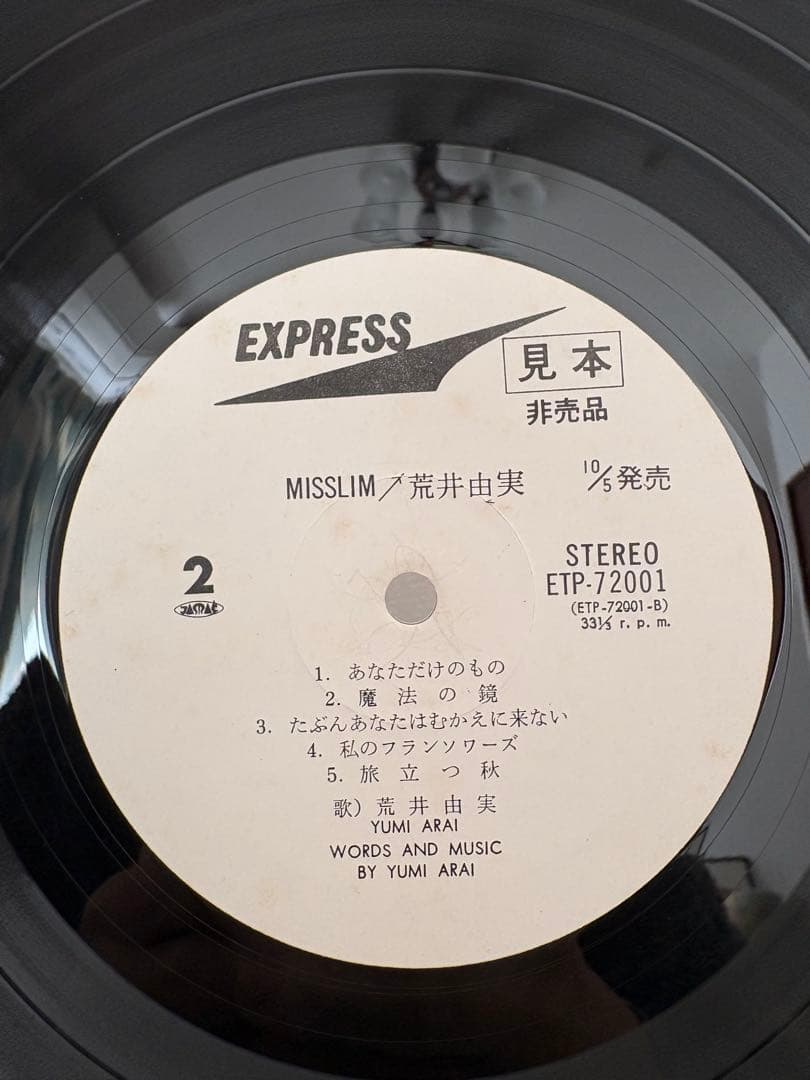 EXPRESS
見本
非売品
MISSLIM／荒井由実 10/5発売
2
JASRAC
STEREO
ETP-72001
(ETP-72001-B)
33⅓ r.p.m.
1. あなただけのもの
2. 魔法の鏡
3. たぶんあなたはむかえに来ない
4. 私のフランソワーズ
5. 旅立つ秋
歌) 荒井由実
YUMI ARAI
WORDS AND MUSIC
BY YUMI ARAI